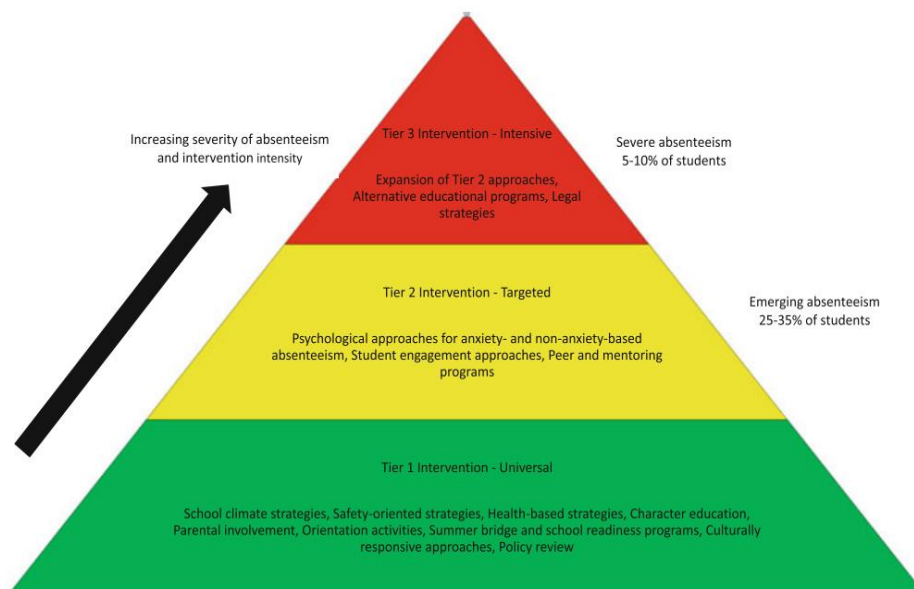 Tier 3 Intervention - Intensive
Expansion of Tier 2 approaches,
Alternative educational programs, Legal
strategies
Increasing severity of absenteeism
and intervention intensity
Severe absenteeism
5-10% of students
Tier 2 Intervention - Targeted
Psychological approaches for anxiety- and non-anxiety-based
absenteeism, Student engagement approaches, Peer and mentoring
programs
Emerging absenteeism
25-35% of students
Tier 1 Intervention - Universal
School climate strategies, Safety-oriented strategies, Health-based strategies, Character education,
Parental involvement, Orientation activities, Summer bridge and school readiness programs, Culturally
responsive approaches, Policy review